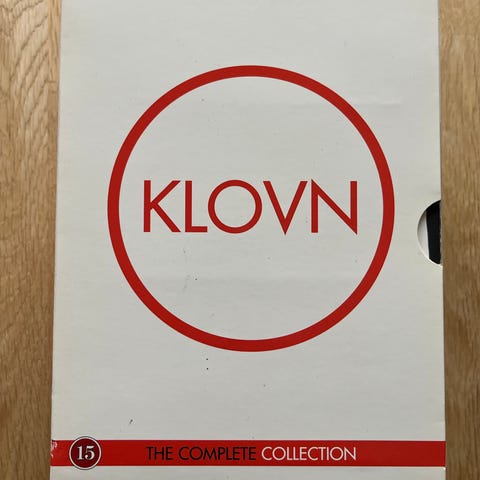 KLOVN
15 THE COMPLETE COLLECTION